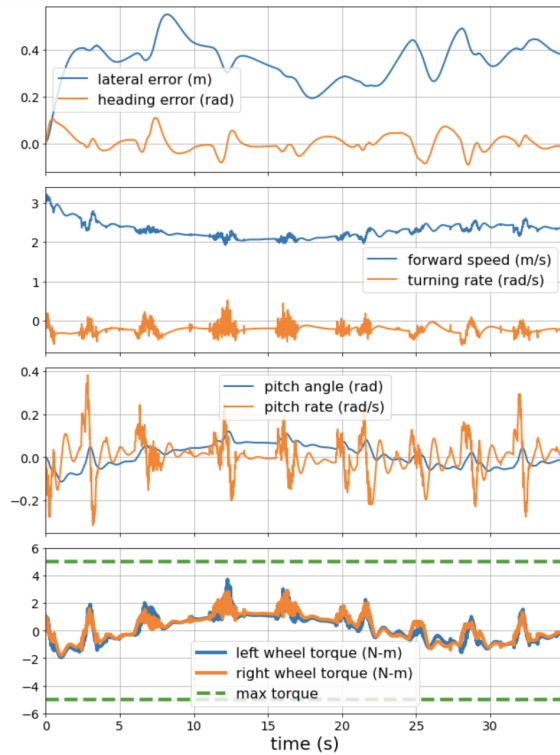 0.4
0.2
0.0
lateral error (m)
heading error (rad)
3
2
1
0
forward speed (m/s)
turning rate (rad/s)
0.4
0.2
0.0
−0.2
pitch angle (rad)
pitch rate (rad/s)
6
4
2
0
−2
−4
−6
left wheel torque (N-m)
right wheel torque (N-m)
max torque
0 5 10 15 20 25 30
time (s)